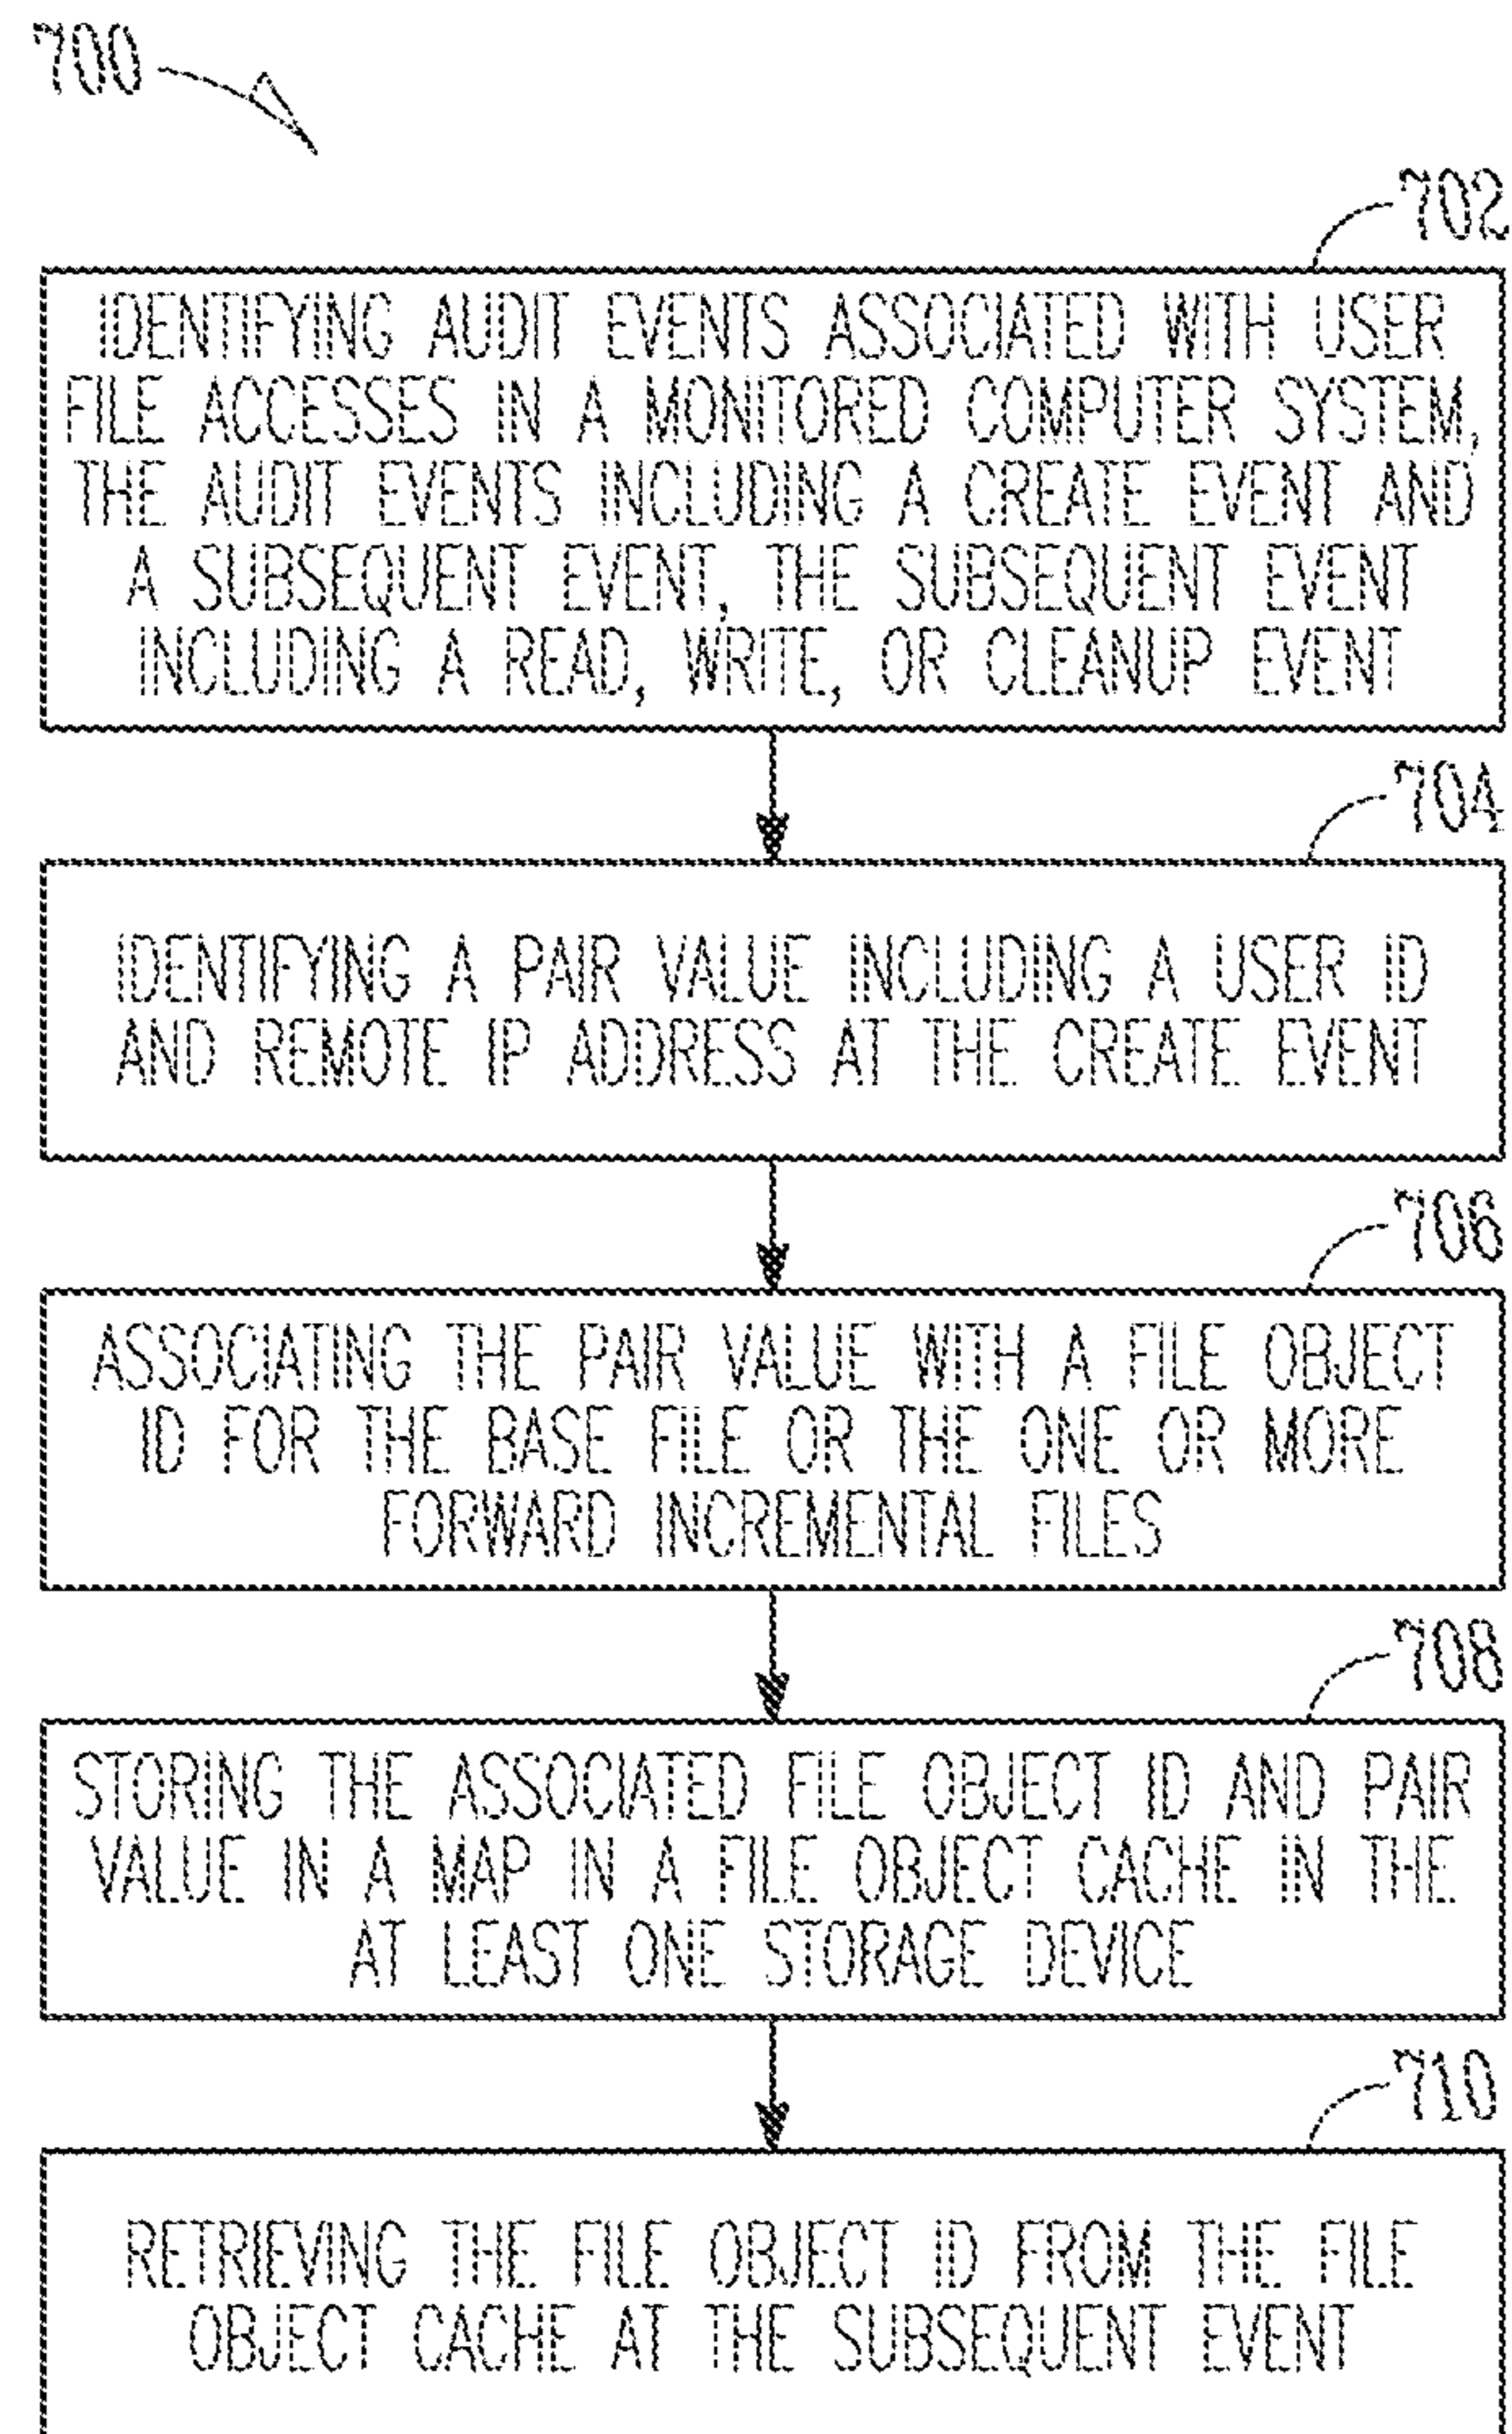 700
702
IDENTIFYING AUDIT EVENTS ASSOCIATED WITH USER
FILE ACCESSES IN A MONITORED COMPUTER SYSTEM,
THE AUDIT EVENTS INCLUDING A CREATE EVENT AND
A SUBSEQUENT EVENT, THE SUBSEQUENT EVENT
INCLUDING A READ, WRITE, OR CLEANUP EVENT
704
IDENTIFYING A PAIR VALUE INCLUDING A USER ID
AND REMOTE IP ADDRESS AT THE CREATE EVENT
706
ASSOCIATING THE PAIR VALUE WITH A FILE OBJECT
ID FOR THE BASE FILE OR THE ONE OR MORE
FORWARD INCREMENTAL FILES
708
STORING THE ASSOCIATED FILE OBJECT ID AND PAIR
VALUE IN A MAP IN A FILE OBJECT CACHE IN THE
AT LEAST ONE STORAGE DEVICE
710
RETRIEVING THE FILE OBJECT ID FROM THE FILE
OBJECT CACHE AT THE SUBSEQUENT EVENT